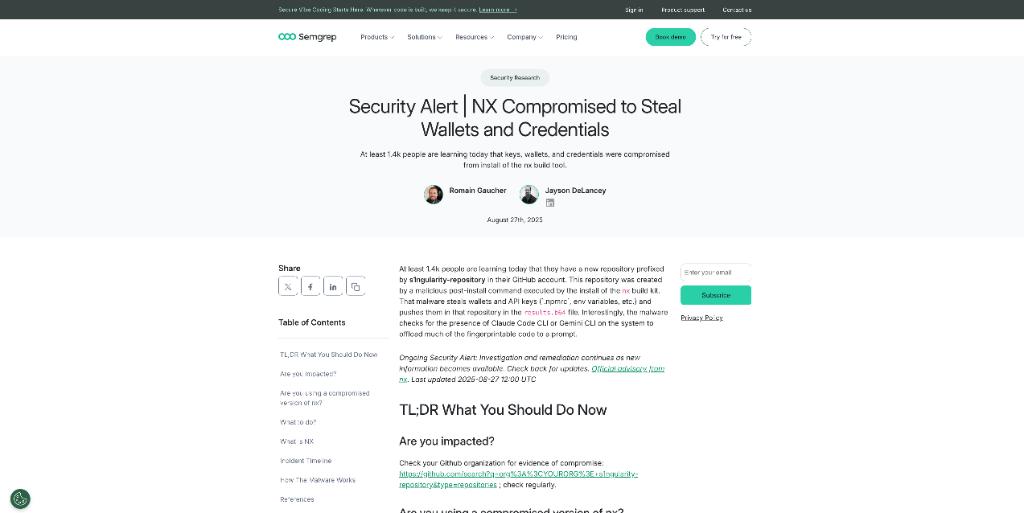 Secure Vibe Coding Starts Here. Wherever code is built, we keep it secure. Learn more →
Sign in
Product support
Contact us
Semgrep
Products
Solutions
Resources
Company
Pricing
Book demo
Try for free
Security Research
Security Alert | NX Compromised to Steal
Wallets and Credentials
At least 1.4k people are learning today that keys, wallets, and credentials were compromised
from install of the nx build tool.
Romain Gaucher
Jayson DeLancey
August 27th, 2025
Share
Table of Contents
TL;DR What You Should Do Now
Are you impacted?
Are you using a compromised
version of nx?
What to do?
What is NX
Incident Timeline
How The Malware Works
References
At least 1.4k people are learning today that they have a new repository prefixed
by s1ngularity-repository in their GitHub account. This repository was created
by a malicious post-install command executed by the install of the nx build kit.
That malware steals wallets and API keys (`.npmrc`, env variables, etc.) and
pushes them in that repository in the results.b64 file. Interestingly, the malware
checks for the presence of Claude Code CLI or Gemini CLI on the system to
offload much of the fingerprintable code to a prompt.
Ongoing Security Alert: Investigation and remediation continues as new
information becomes available. Check back for updates. Official advisory from
nx. Last updated 2025-08-27 12:00 UTC
TL;DR What You Should Do Now
Are you impacted?
Check your Github organization for evidence of compromise:
https://github.com/search?q=org%3A%3CYOURORG%3E+s1ngularity-
repository&type=repositories ; check regularly.
Are you using a compromised version of nx?
Enter your email
Subscribe
Privacy Policy